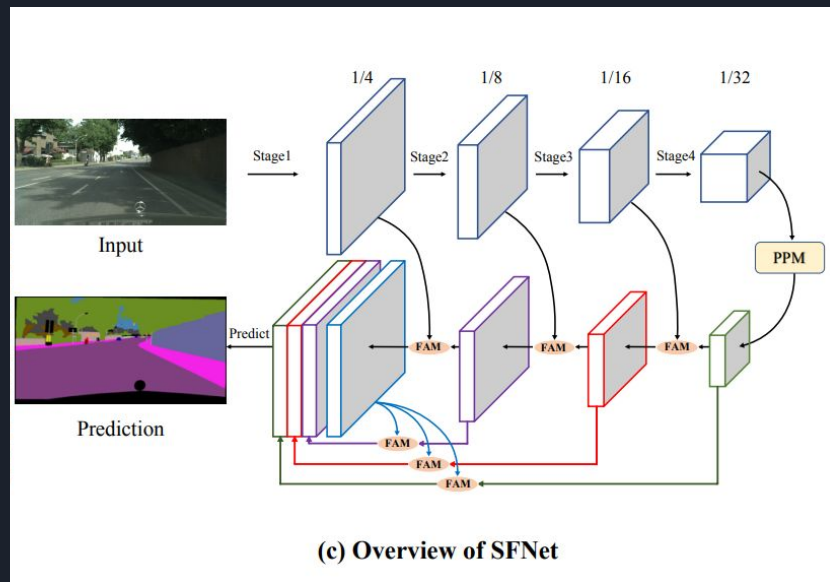 1/4
1/8
1/16
1/32
Stage1
Stage2
Stage3
Stage4
Input
PPM
Predict
FAM
FAM
FAM
Prediction
FAM
FAM
FAM
(c) Overview of SFNet